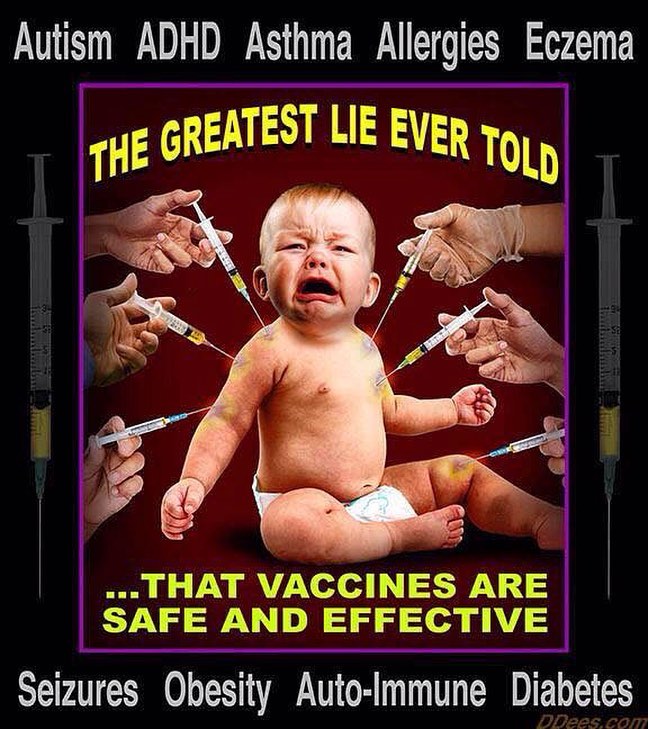 Autism ADHD Asthma Allergies Eczema
THE GREATEST LIE EVER TOLD
...THAT VACCINES ARE
SAFE AND EFFECTIVE
Seizures Obesity Auto-Immune Diabetes
DDees.com